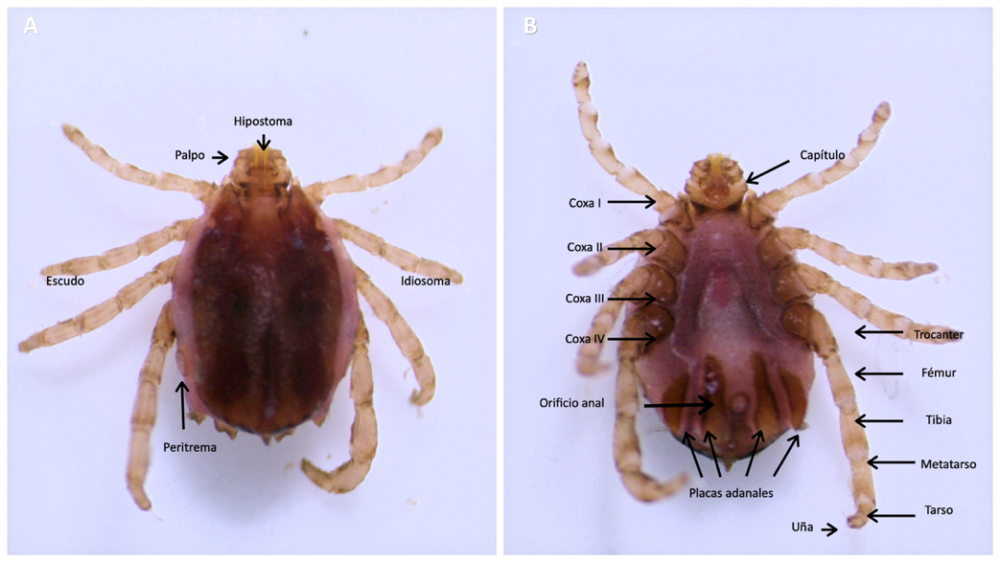 A
Hipostoma
Palpo
Escudo
Idiosoma
Peritrema
B
Capítulo
Coxa I
Coxa II
Coxa III
Coxa IV
Trocanter
Fémur
Orificio anal
Tibia
Metatarso
Placas adanales
Tarso
Uña